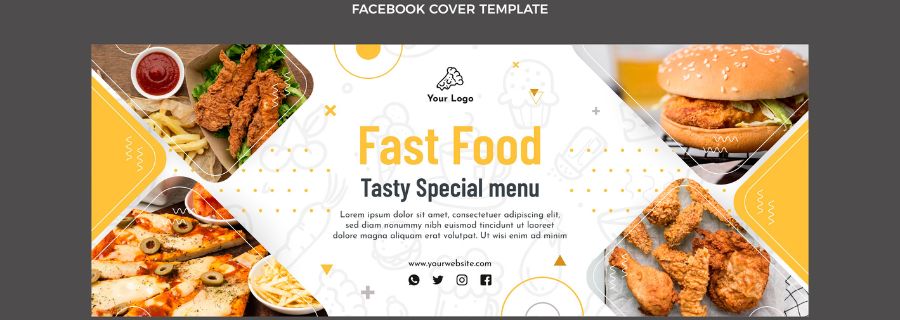 FACEBOOK COVER TEMPLATE
Your Logo
Fast Food
Tasty Special menu
Lorem ipsum dolor sit amet, consectetuer adipiscing elit,
sed diam nonummy nibh euismod tincidunt ut laoreet
dolore magna aliquam erat volutpat. Ut wisi enim ad minim
www.yourwebsite.com